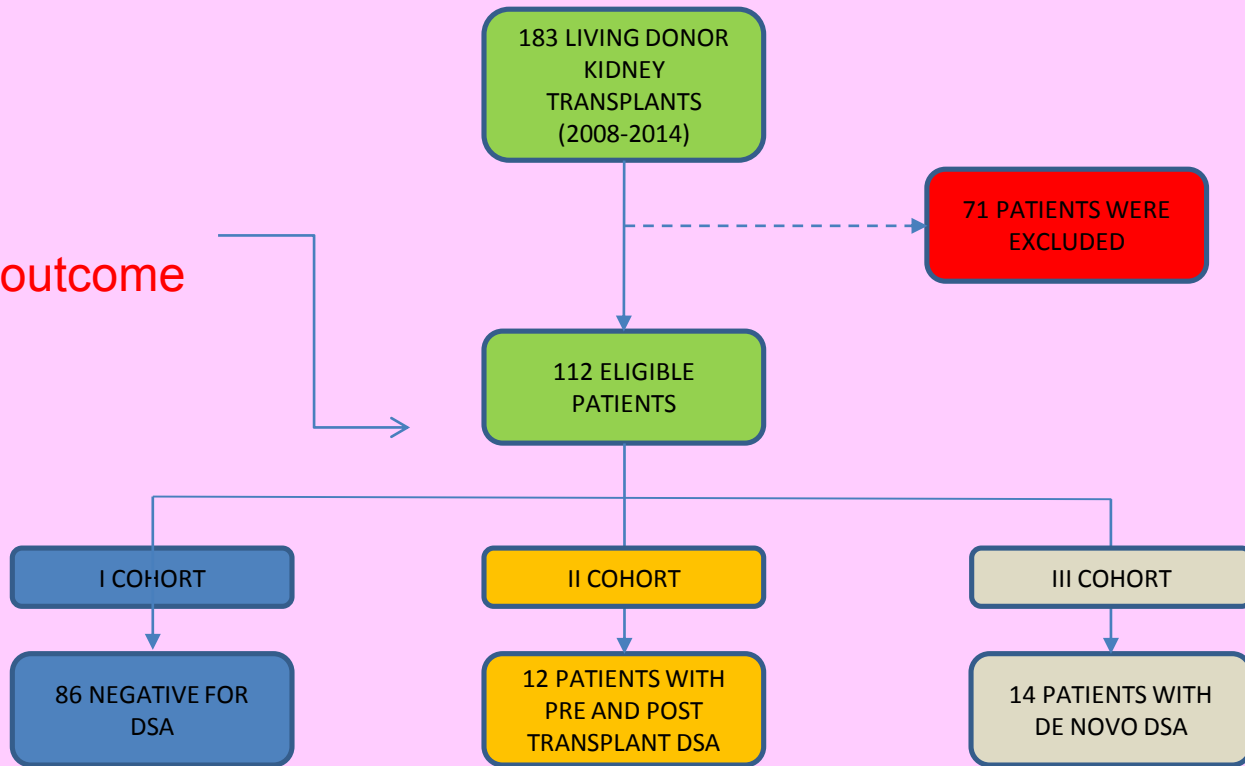 183 LIVING DONOR
KIDNEY
TRANSPLANTS
(2008-2014)
71 PATIENTS WERE
EXCLUDED
outcome
112 ELIGIBLE
PATIENTS
I COHORT
II COHORT
III COHORT
86 NEGATIVE FOR
DSA
12 PATIENTS WITH
PRE AND POST
TRANSPLANT DSA
14 PATIENTS WITH
DE NOVO DSA